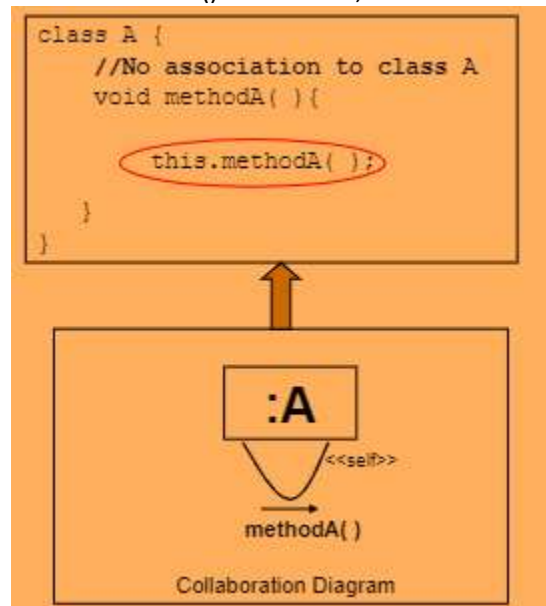 class A {
//No association to class A
void methodA( ){
this.methodA( );
}
}
:A
<<self>>
methodA( )
Collaboration Diagram